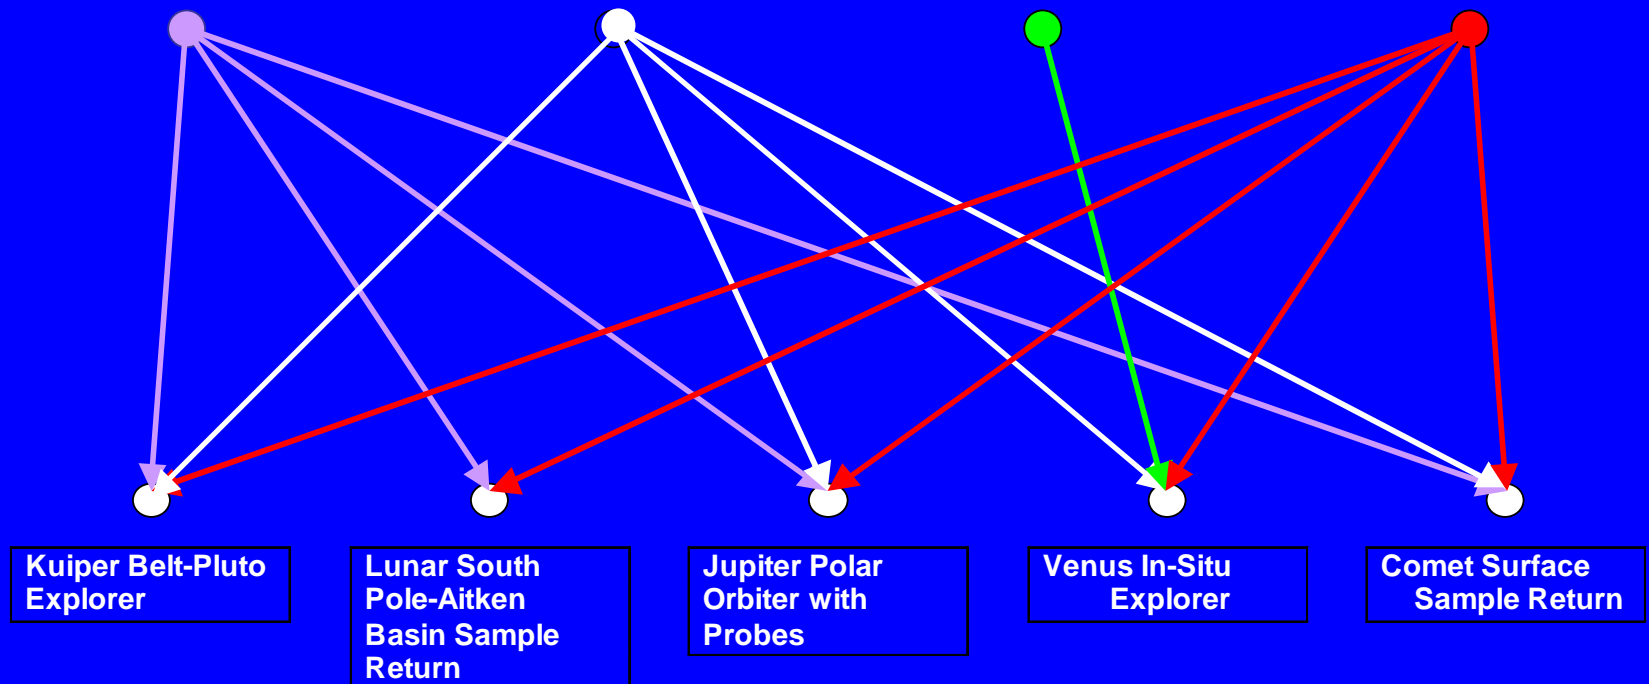 Kuiper Belt-Pluto
Explorer
Lunar South
Pole-Aitken
Basin Sample
Return
Jupiter Polar
Orbiter with
Probes
Venus In-Situ
Explorer
Comet Surface
Sample Return